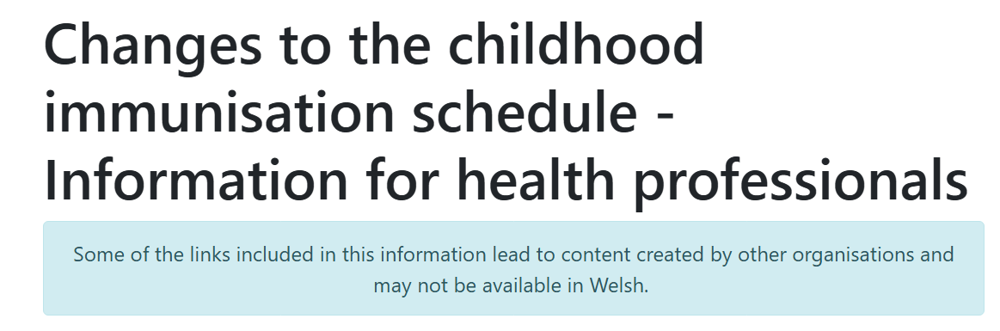 Changes to the childhood
immunisation schedule -
Information for health professionals
Some of the links included in this information lead to content created by other organisations and
may not be available in Welsh.